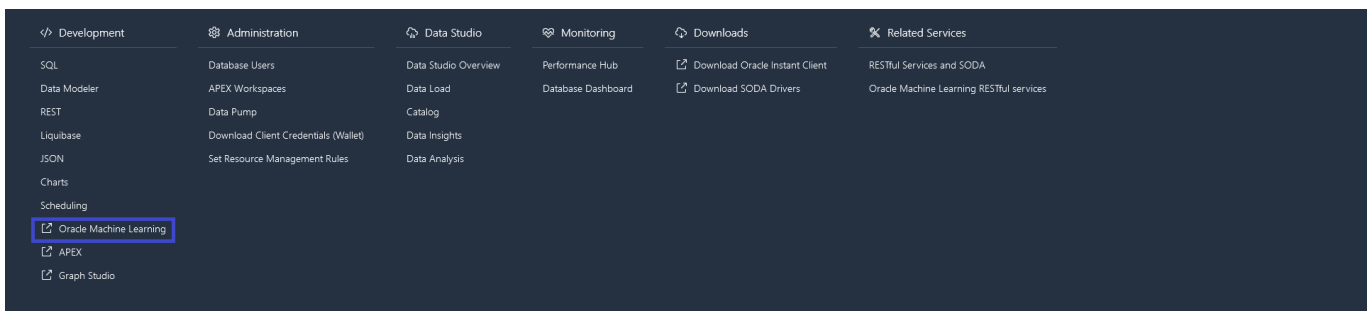 Development
SQL
Data Modeler
REST
Liquibase
JSON
Charts
Scheduling
Oracle Machine Learning
APEX
Graph Studio
Administration
Database Users
APEX Workspaces
Data Pump
Download Client Credentials (Wallet)
Set Resource Management Rules
Data Studio
Data Studio Overview
Data Load
Catalog
Data Insights
Data Analysis
Monitoring
Performance Hub
Database Dashboard
Downloads
Download Oracle Instant Client
Download SODA Drivers
Related Services
RESTful Services and SODA
Oracle Machine Learning RESTful services